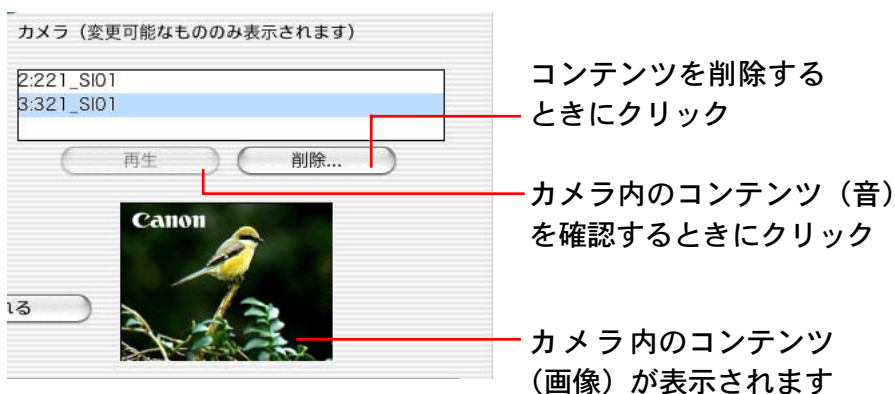 カメラ（変更可能なもののみ表示されます）
2:221_SI01
3:321_SI01
再生
削除...
Canon
れる
コンテンツを削除する
ときにクリック
カメラ内のコンテンツ（音）
を確認するときにクリック
カメラ内のコンテンツ
（画像）が表示されます